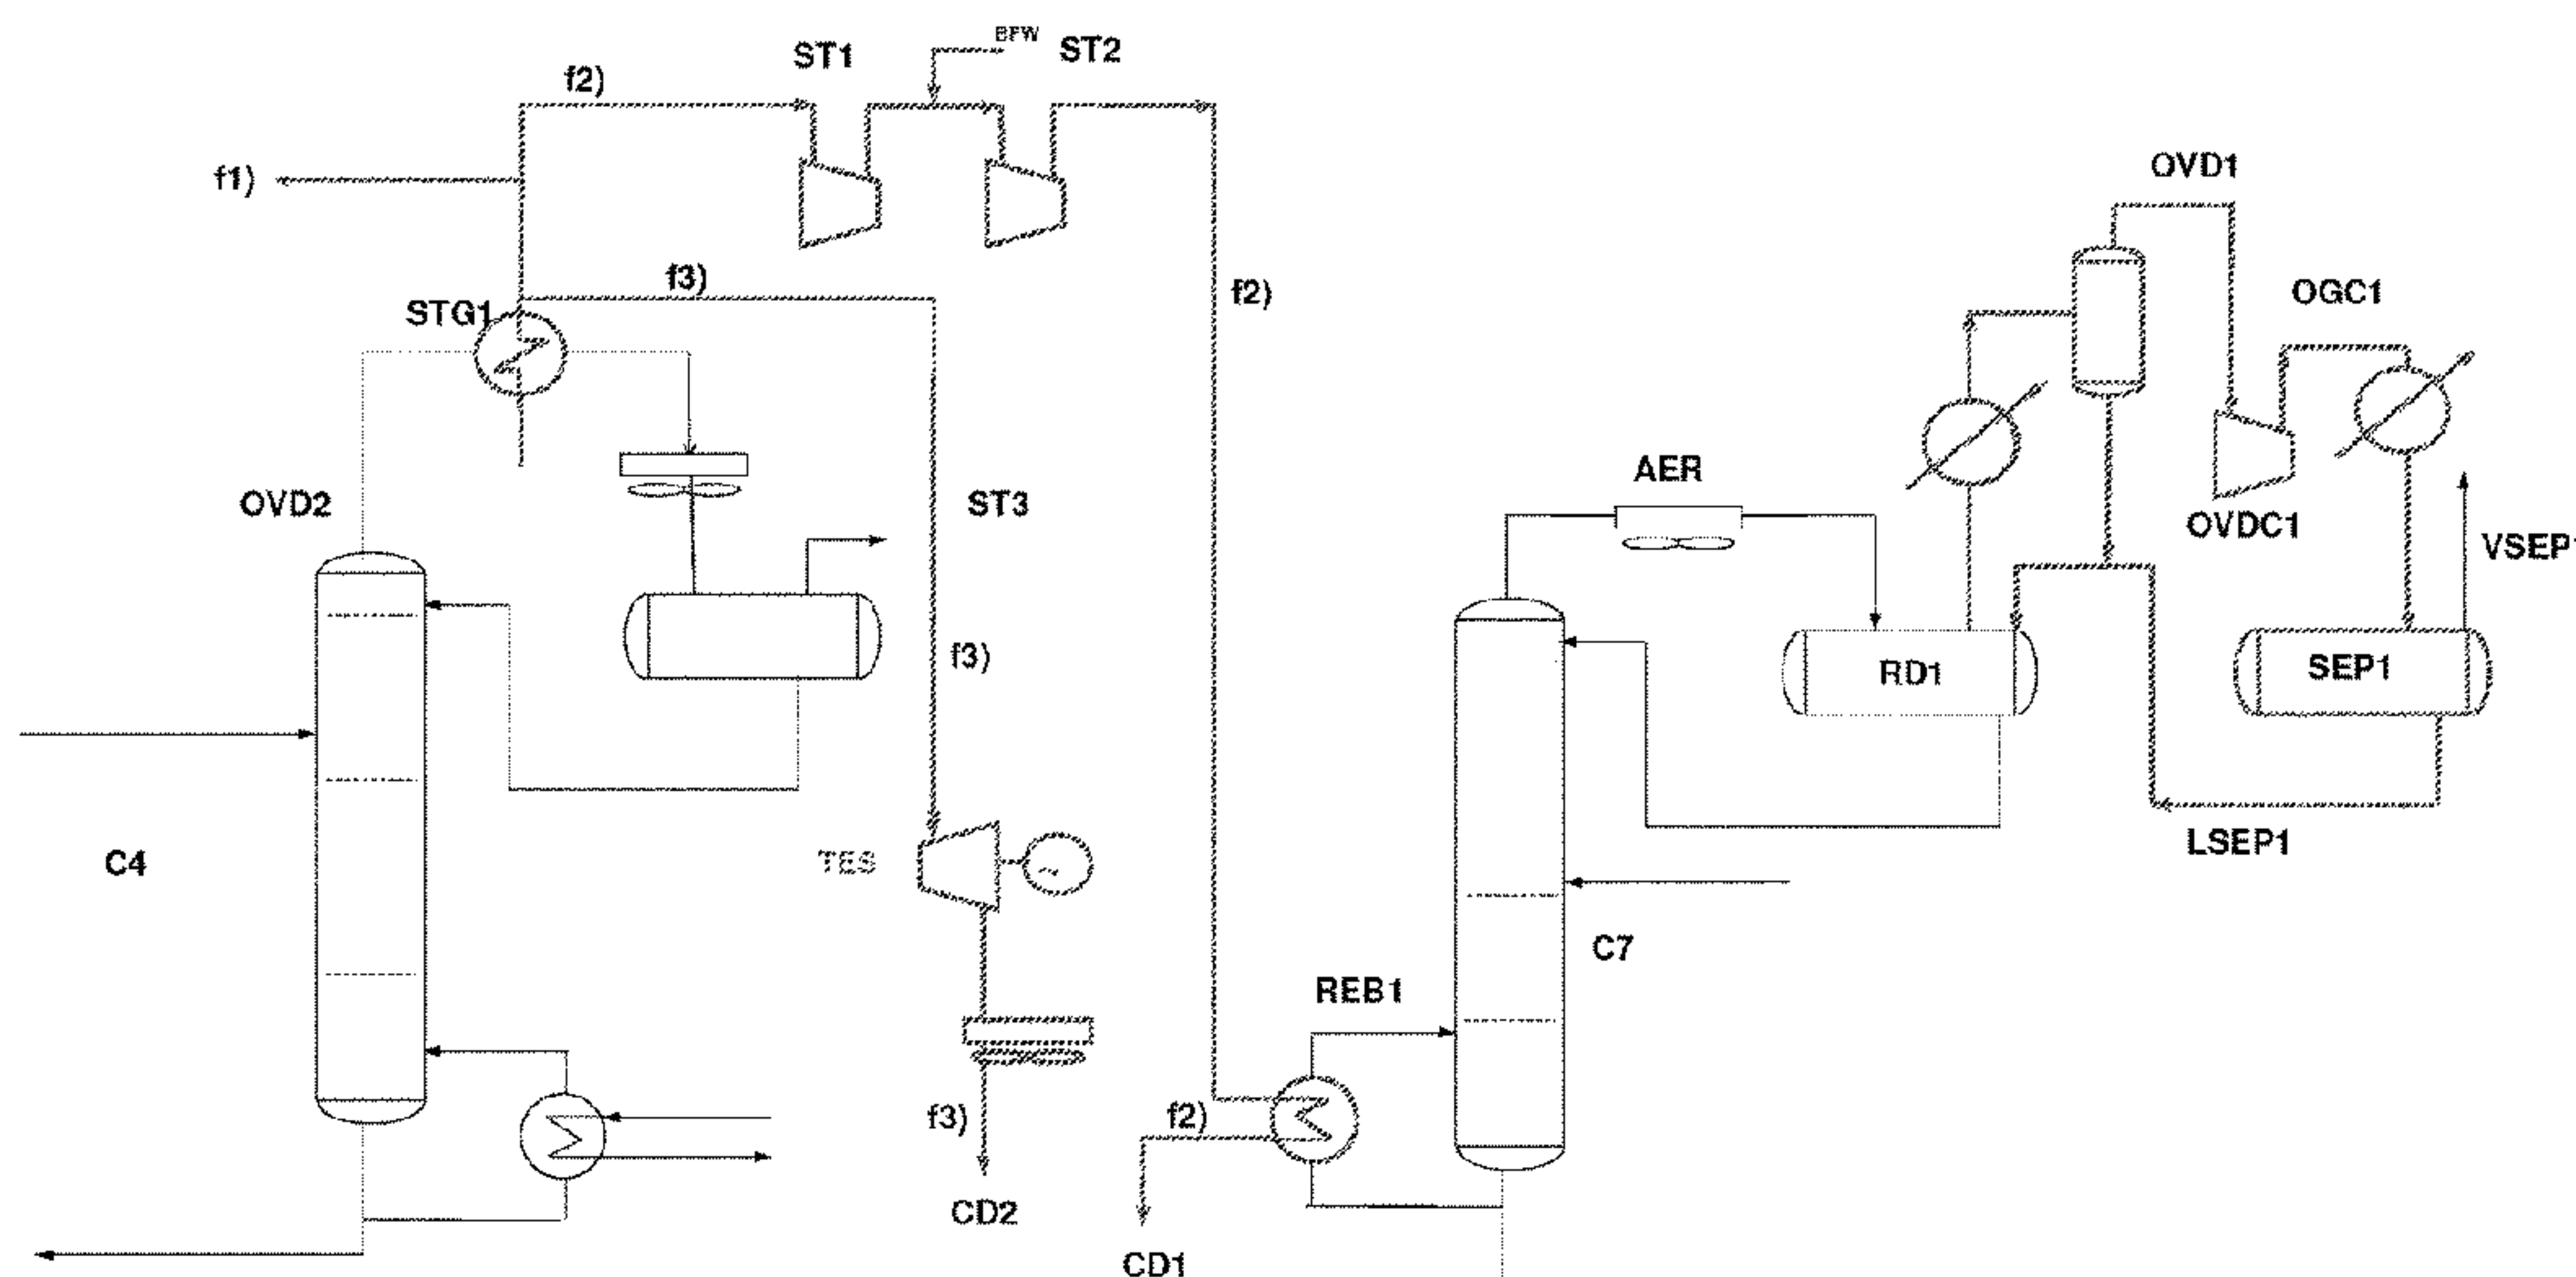 BFW
ST1
ST2
f2)
OVD1
f1)
f3)
f2)
OGC1
STG1
AER
OVD2
ST3
OVDC1
VSEP1
f3)
RD1
SEP1
TES
C4
LSEP1
C7
REB1
f3)
f2)
CD2
CD1